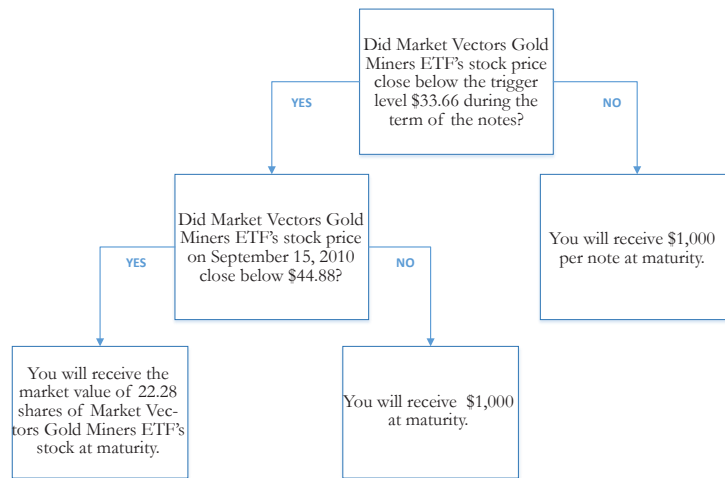 Did Market Vectors Gold
Miners ETF's stock price
close below the trigger
level $33.66 during the
term of the notes?
YES
NO
Did Market Vectors Gold
Miners ETF's stock price
on September 15, 2010
close below $44.88?
You will receive $1,000
per note at maturity.
YES
NO
You will receive the
market value of 22.28
shares of Market Vec-
tors Gold Miners ETF's
stock at maturity.
You will receive  $1,000
at maturity.